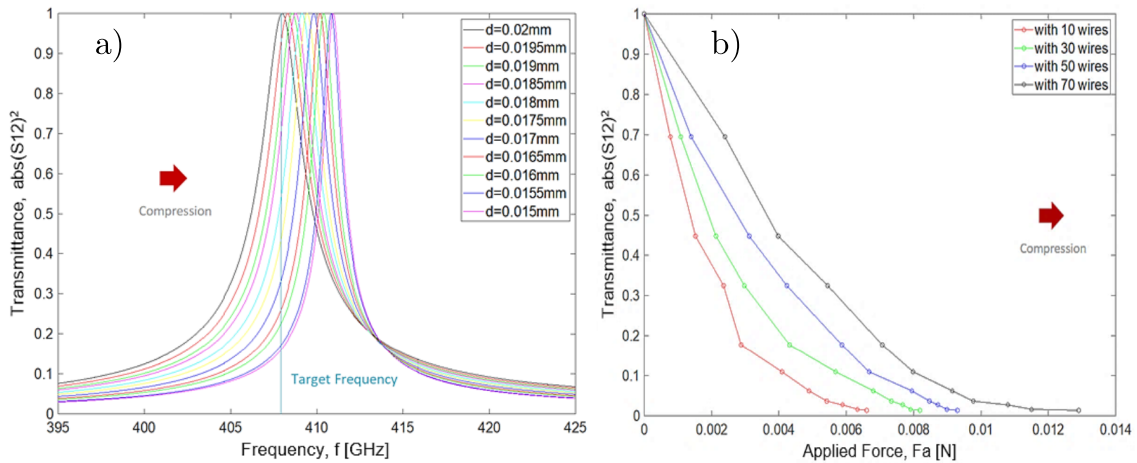 a)
Transmittance, abs(S12)²
1
0.9
0.8
0.7
0.6
0.5
0.4
0.3
0.2
0.1
0
Compression
d=0.02mm
d=0.0195mm
d=0.019mm
d=0.0185mm
d=0.018mm
d=0.0175mm
d=0.017mm
d=0.0165mm
d=0.016mm
d=0.0155mm
d=0.015mm
Target Frequency
395 400 405 410 415 420 425
Frequency, f [GHz]
b)
Transmittance, abs(S12)²
1
0.9
0.8
0.7
0.6
0.5
0.4
0.3
0.2
0.1
0
with 10 wires
with 30 wires
with 50 wires
with 70 wires
Compression
0 0.002 0.004 0.006 0.008 0.01 0.012 0.014
Applied Force, Fa [N]